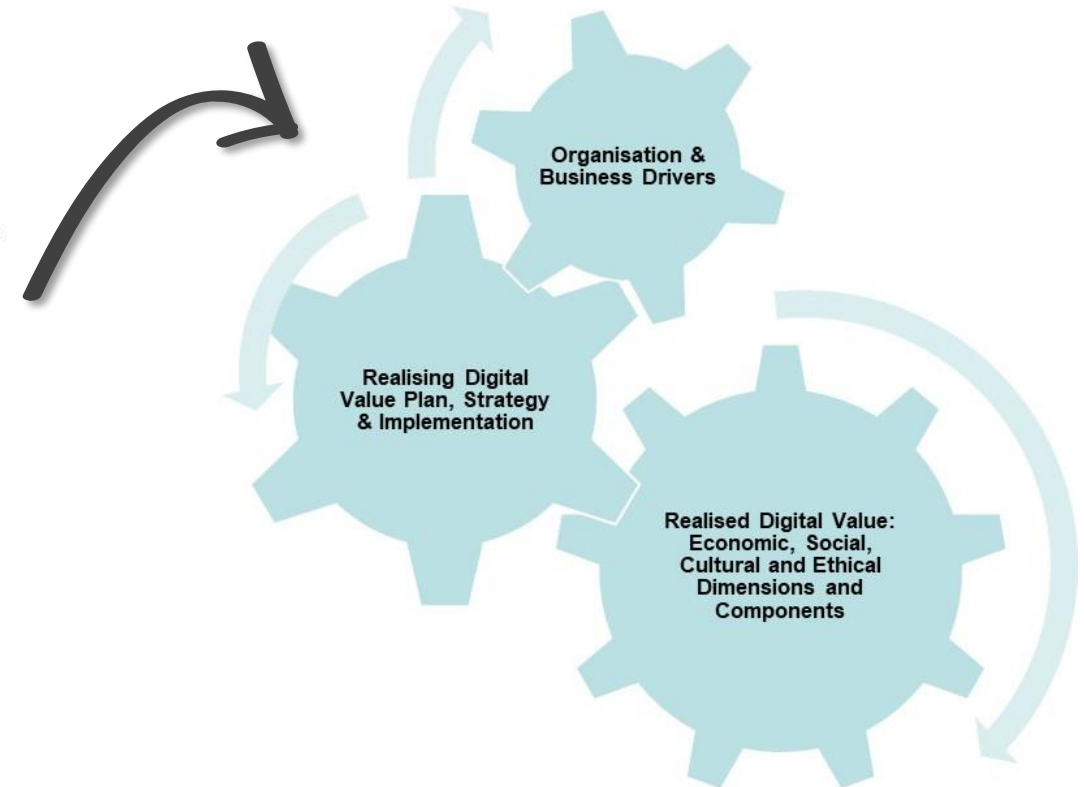 Organisation &
Business Drivers
Realising Digital
Value Plan, Strategy
& Implementation
Realised Digital Value:
Economic, Social,
Cultural and Ethical
Dimensions and
Components